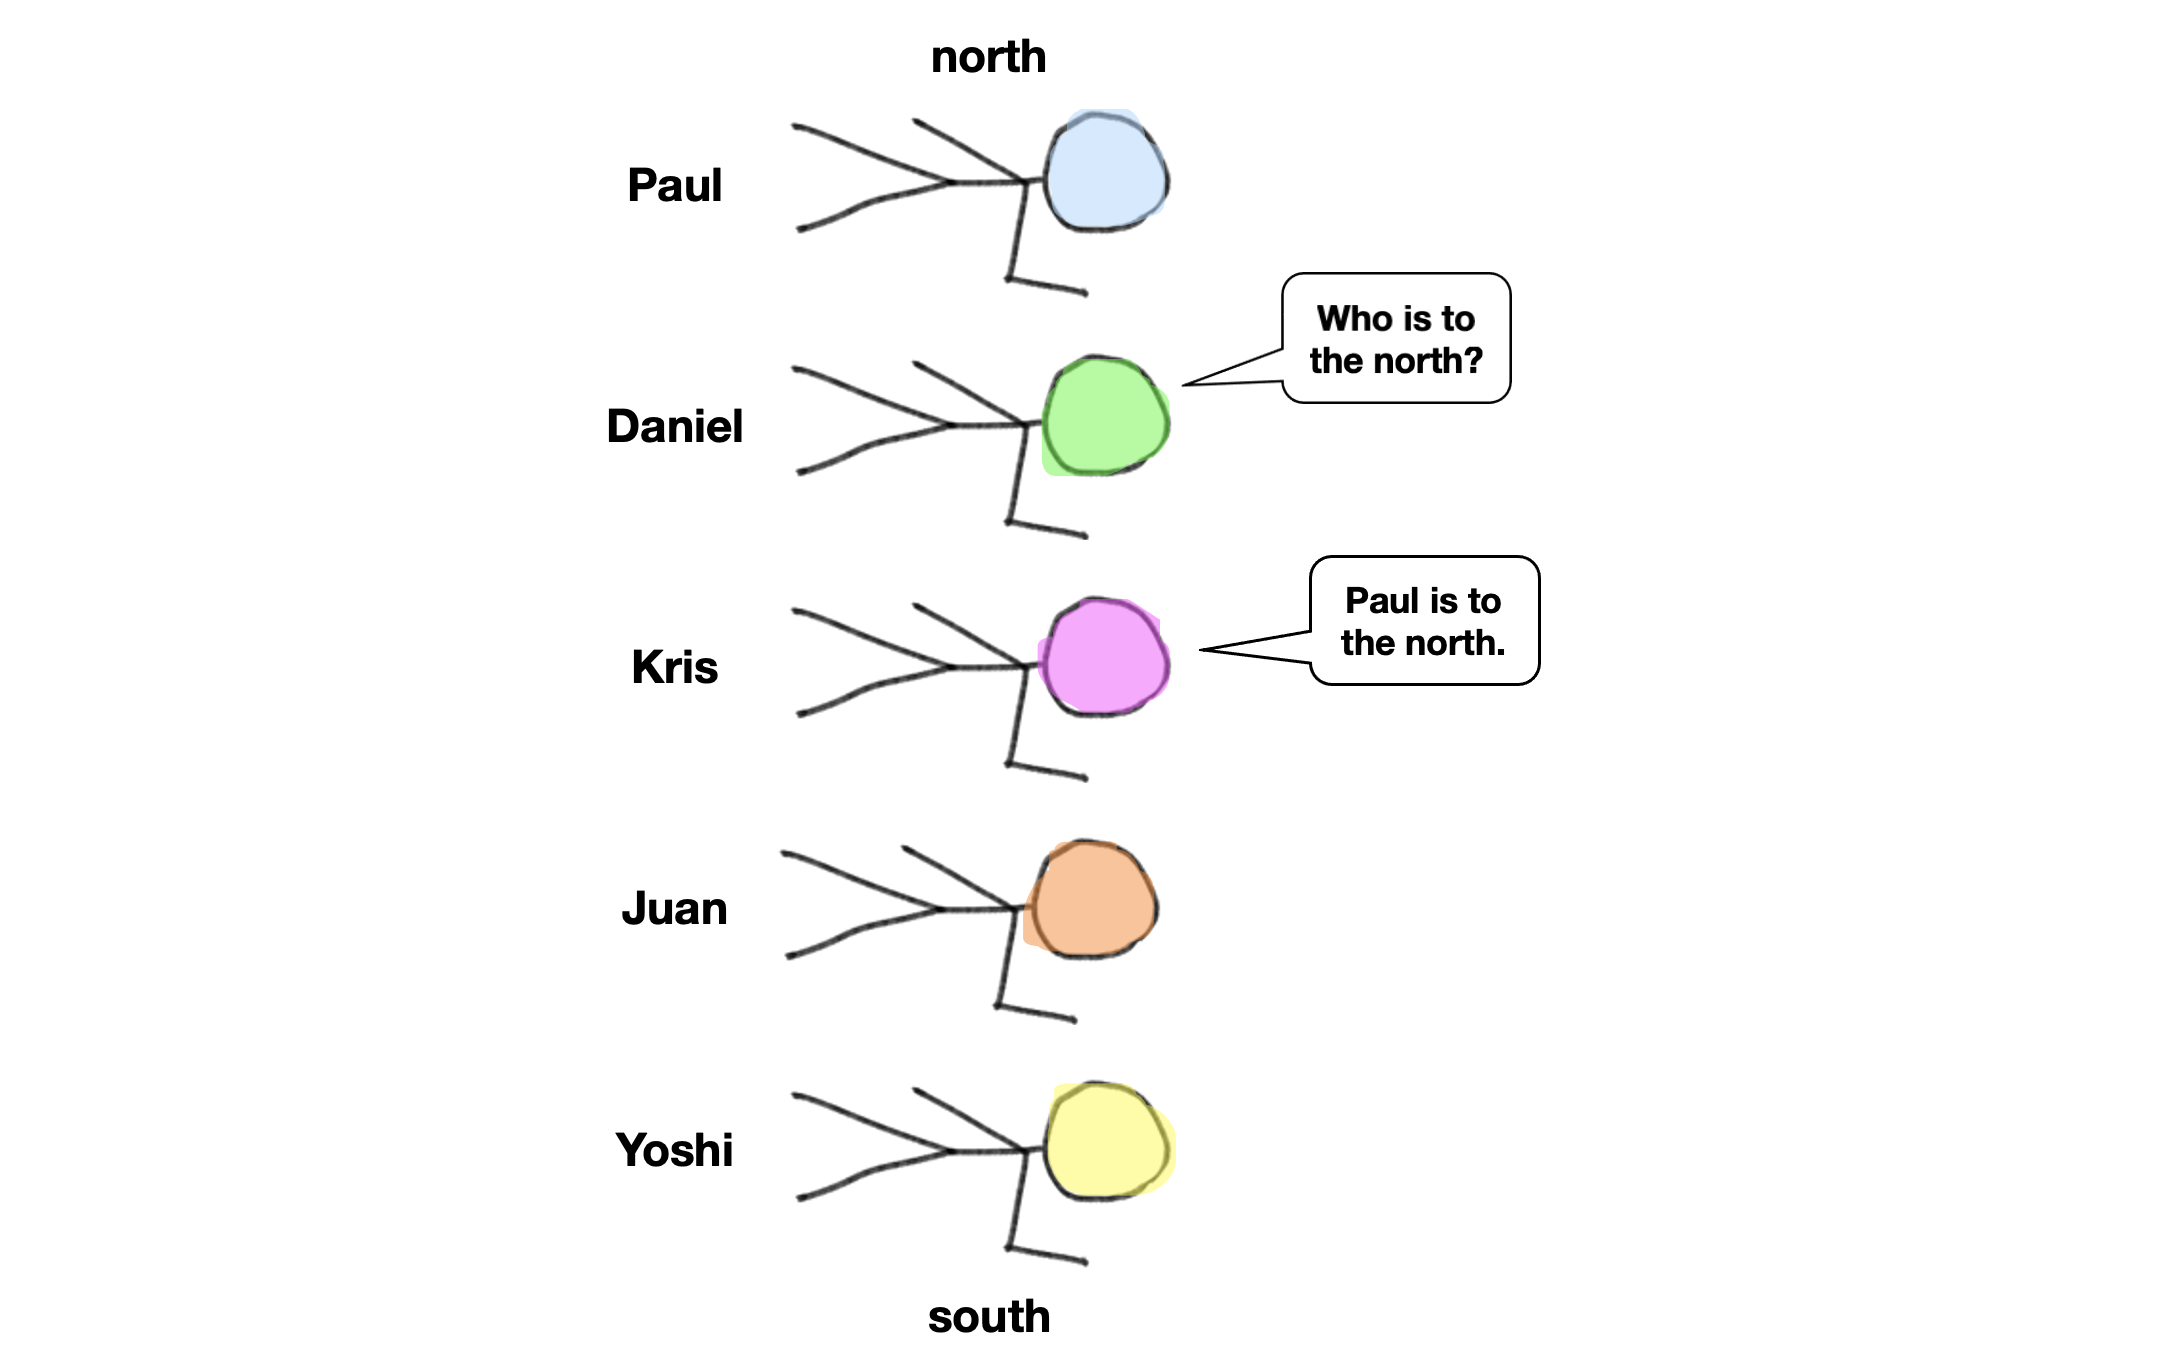 north
Paul
Who is to
the north?
Daniel
Paul is to
the north.
Kris
Juan
Yoshi
south